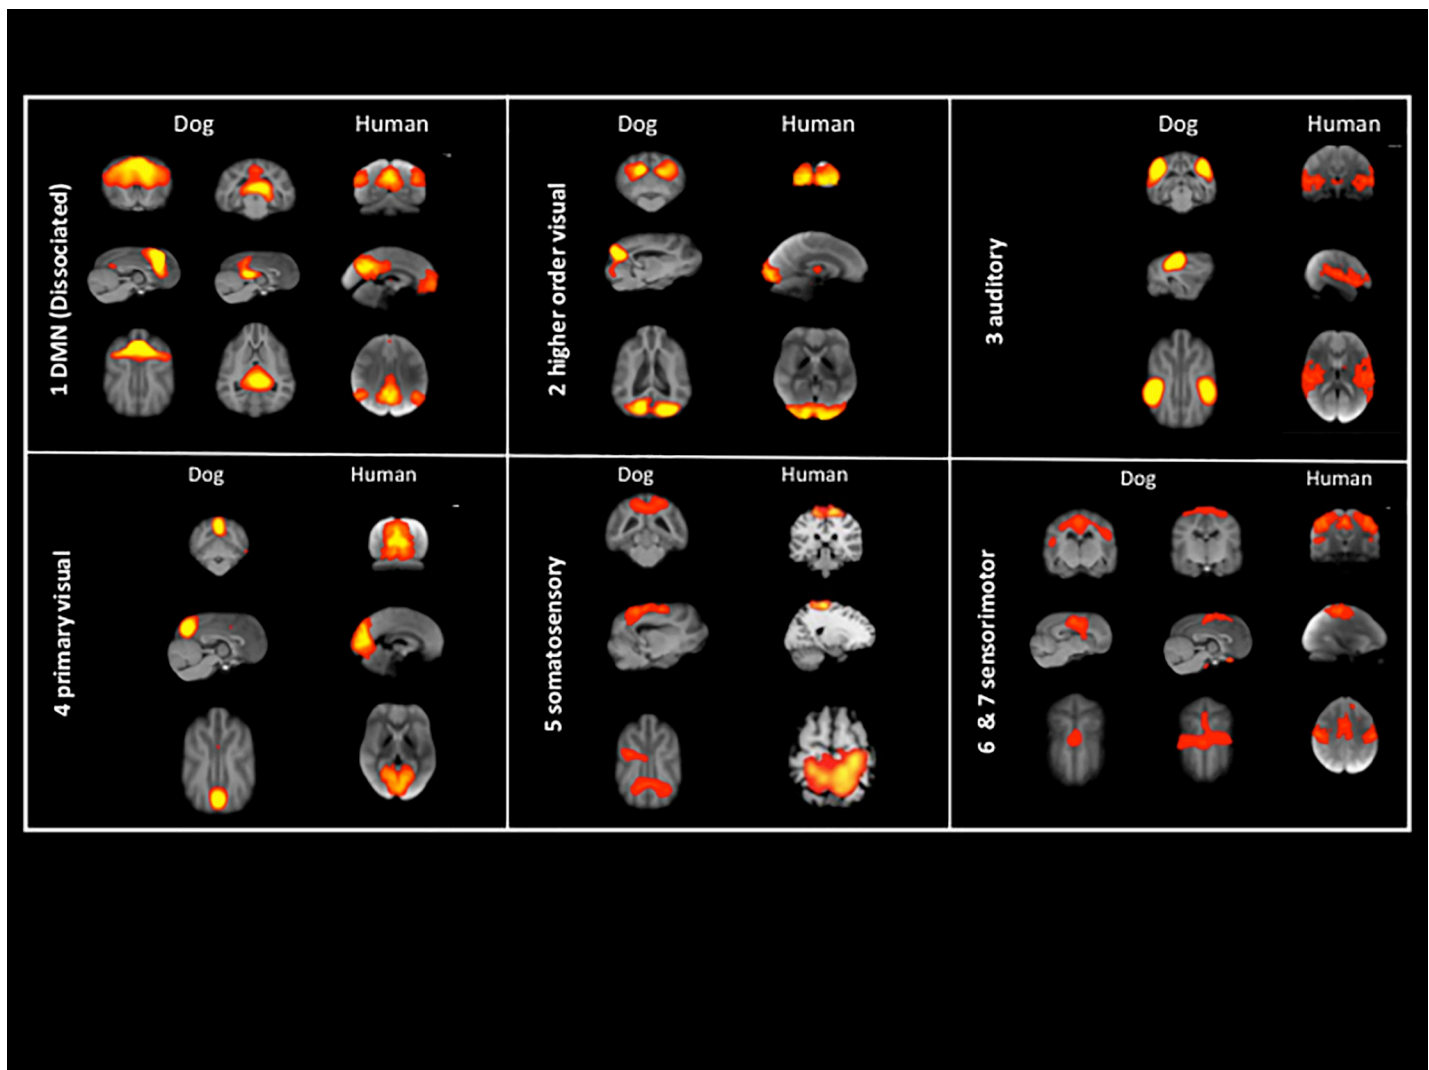 Dog Human
1 DMN (Dissociated)
Dog Human
2 higher order visual
Dog Human
3 auditory
Dog Human
4 primary visual
Dog Human
5 somatosensory
Dog Human
6 & 7 sensorimotor